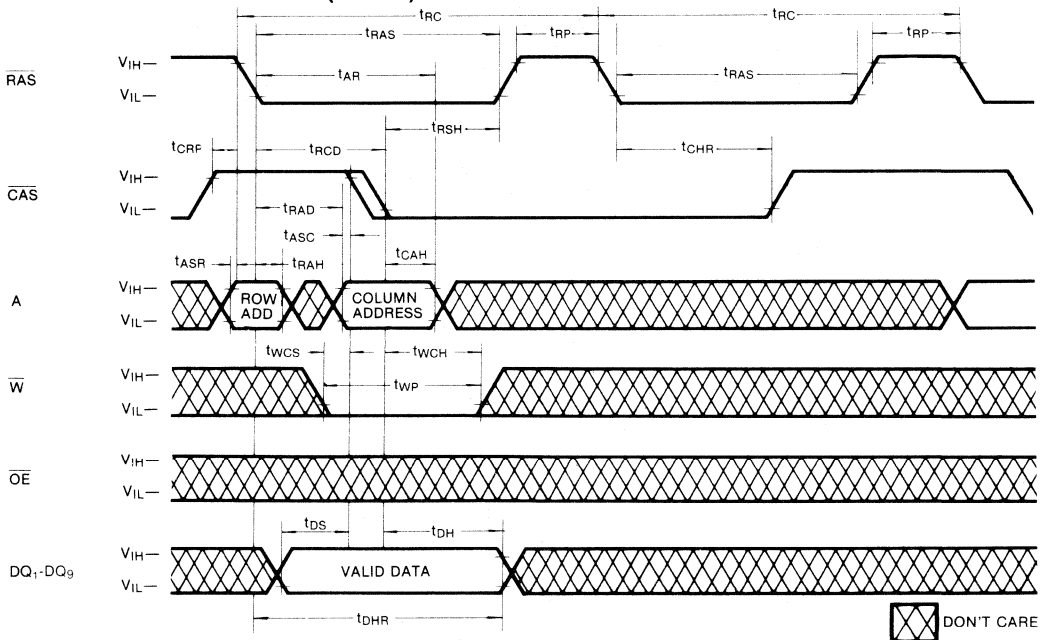 tRC tRC
tRAS tRP tRP
VIH—
RAS
tAR tRAS
VIL—
tRSH
tCRP tRCD tCHR
VIH—
CAS
VIL—
tRAD
tASC
tASR tRAH tCAH
VIH—
A ROW ADD COLUMN ADDRESS
VIL—
tWCS tWCH
VIH—
W tWP
VIL—
VIH—
OE
VIL—
tDS tDH
VIH—
DQ1-DQ9 VALID DATA
VIL—
tDHR
DON'T CARE